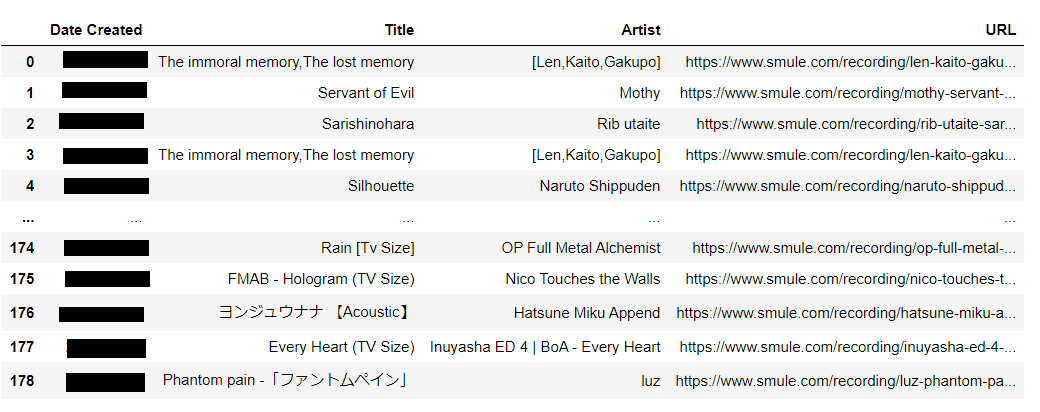 Date Created Title Artist URL
0 The immoral memory,The lost memory [Len,Kaito,Gakupo] https://www.smule.com/recording/len-kaito-gaku...
1 Servant of Evil Mothy https://www.smule.com/recording/mothy-servant-...
2 Sarishinohara Rib utaite https://www.smule.com/recording/rib-utaite-sar...
3 The immoral memory,The lost memory [Len,Kaito,Gakupo] https://www.smule.com/recording/len-kaito-gaku...
4 Silhouette Naruto Shippuden https://www.smule.com/recording/naruto-shippud...
... ... ... ... ...
174 Rain [Tv Size] OP Full Metal Alchemist https://www.smule.com/recording/op-full-metal-...
175 FMAB - Hologram (TV Size) Nico Touches the Walls https://www.smule.com/recording/nico-touches-t...
176 ヨンジュウナナ 【Acoustic】 Hatsune Miku Append https://www.smule.com/recording/hatsune-miku-a...
177 Every Heart (TV Size) Inuyasha ED 4 | BoA - Every Heart https://www.smule.com/recording/inuyasha-ed-4-...
178 Phantom pain -「ファントムペイン」 luz https://www.smule.com/recording/luz-phantom-pa...